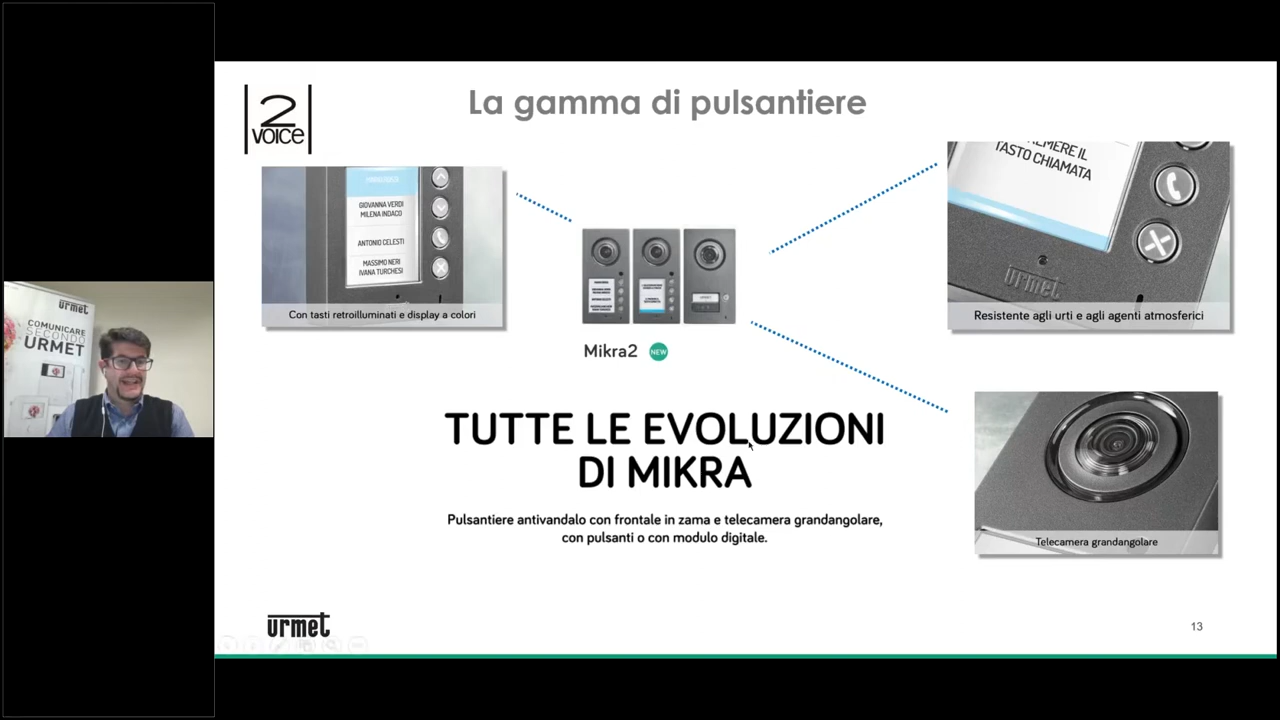 2
VOICE
La gamma di pulsantiere
GIOVANNA VERDI
MILENA INDACO
ANTONIO CELESTI
MASSIMO NERI
IVANA TURCHESI
Con tasti retroilluminati e display a colori
TASTO CHIAMATA
urmet
Resistente agli urti e agli agenti atmosferici
Mikra2 NEW
TUTTE LE EVOLUZIONI
DI MIKRA
Pulsantiere antivandalo con frontale in zama e telecamera grandangolare,
con pulsanti o con modulo digitale.
Telecamera grandangolare
urmet
13
urmet
COMUNICARE
SECONDO
URMET